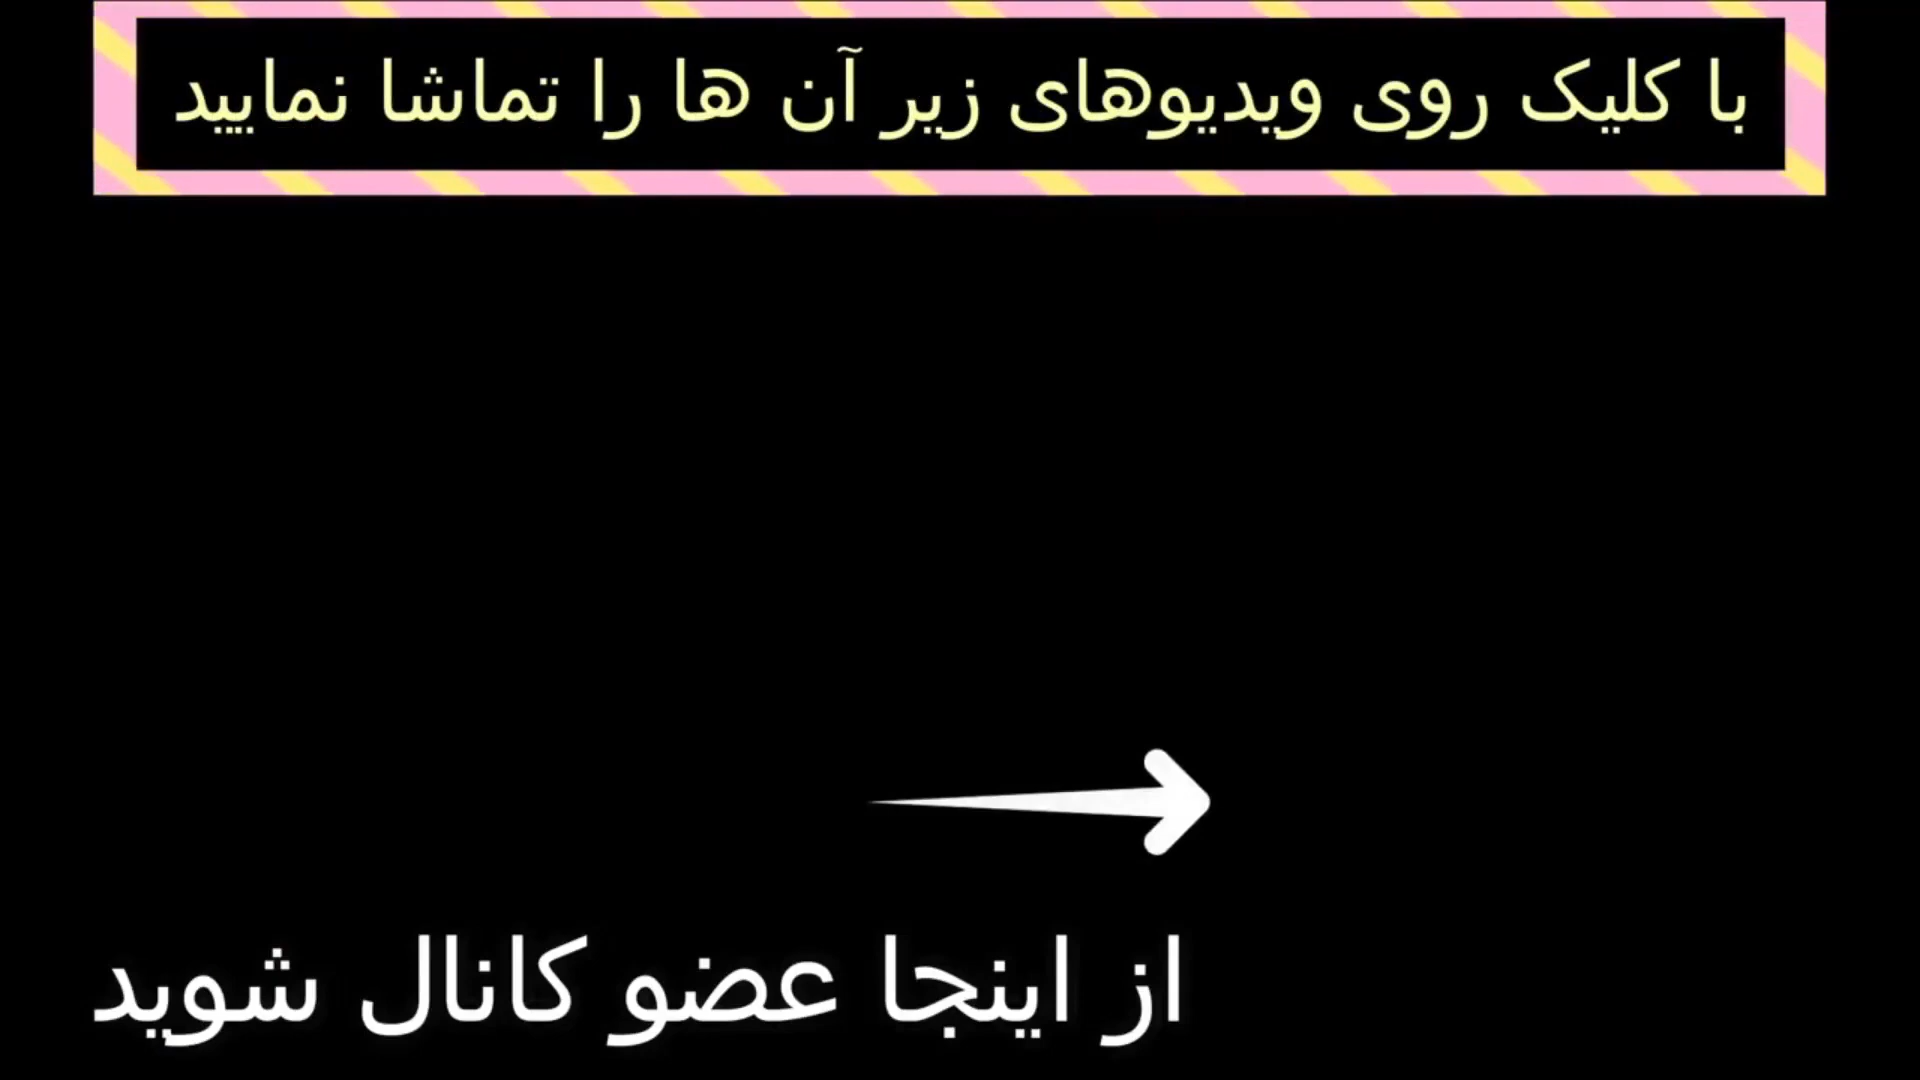 با کلیک روی ویدیوهای زیر آن ها را تماشا نمایید
از اینجا عضو کانال شوید